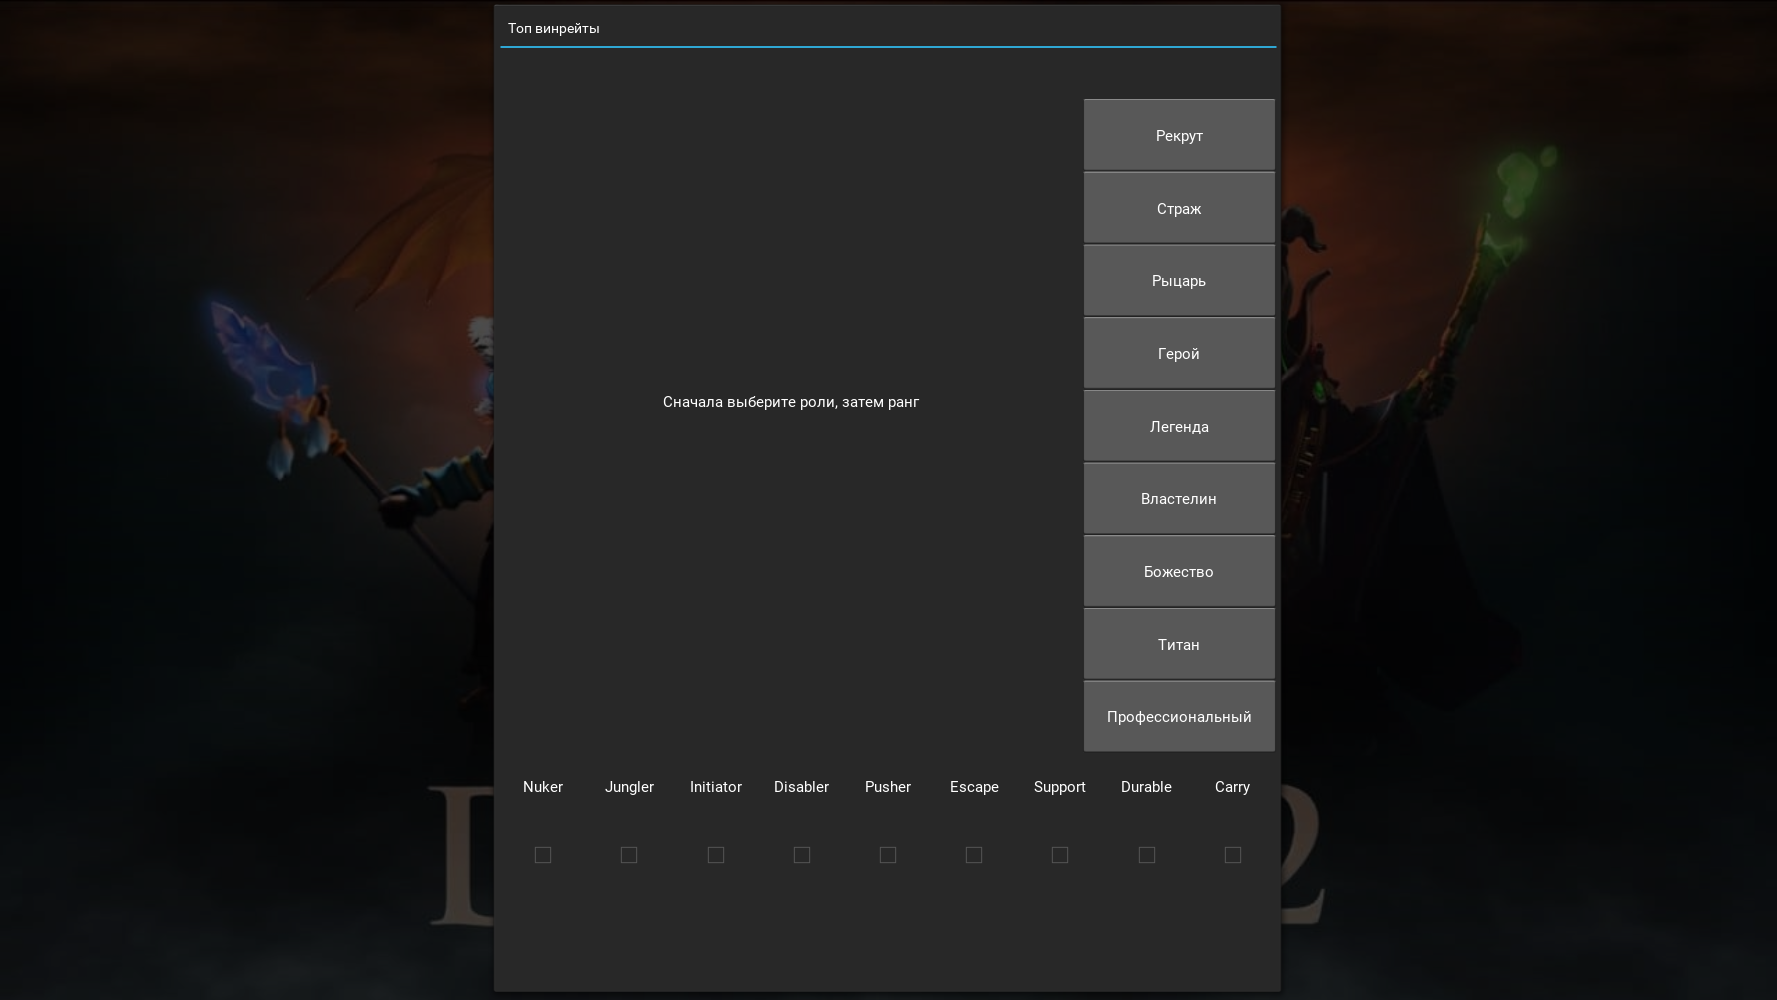 Топ винрейты
Рекрут
Страж
Рыцарь
Герой
Сначала выберите роли, затем ранг
Легенда
Властелин
Божество
Титан
Профессиональный
Nuker Jungler Initiator Disabler Pusher Escape Support Durable Carry
D 2